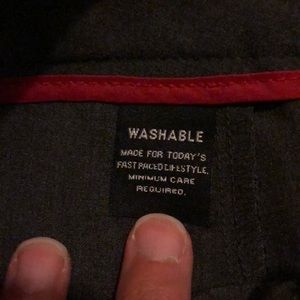 WASHABLE
MADE FOR TODAY'S
FAST PACED LIFESTYLE.
MINIMUM CARE
REQUIRED.